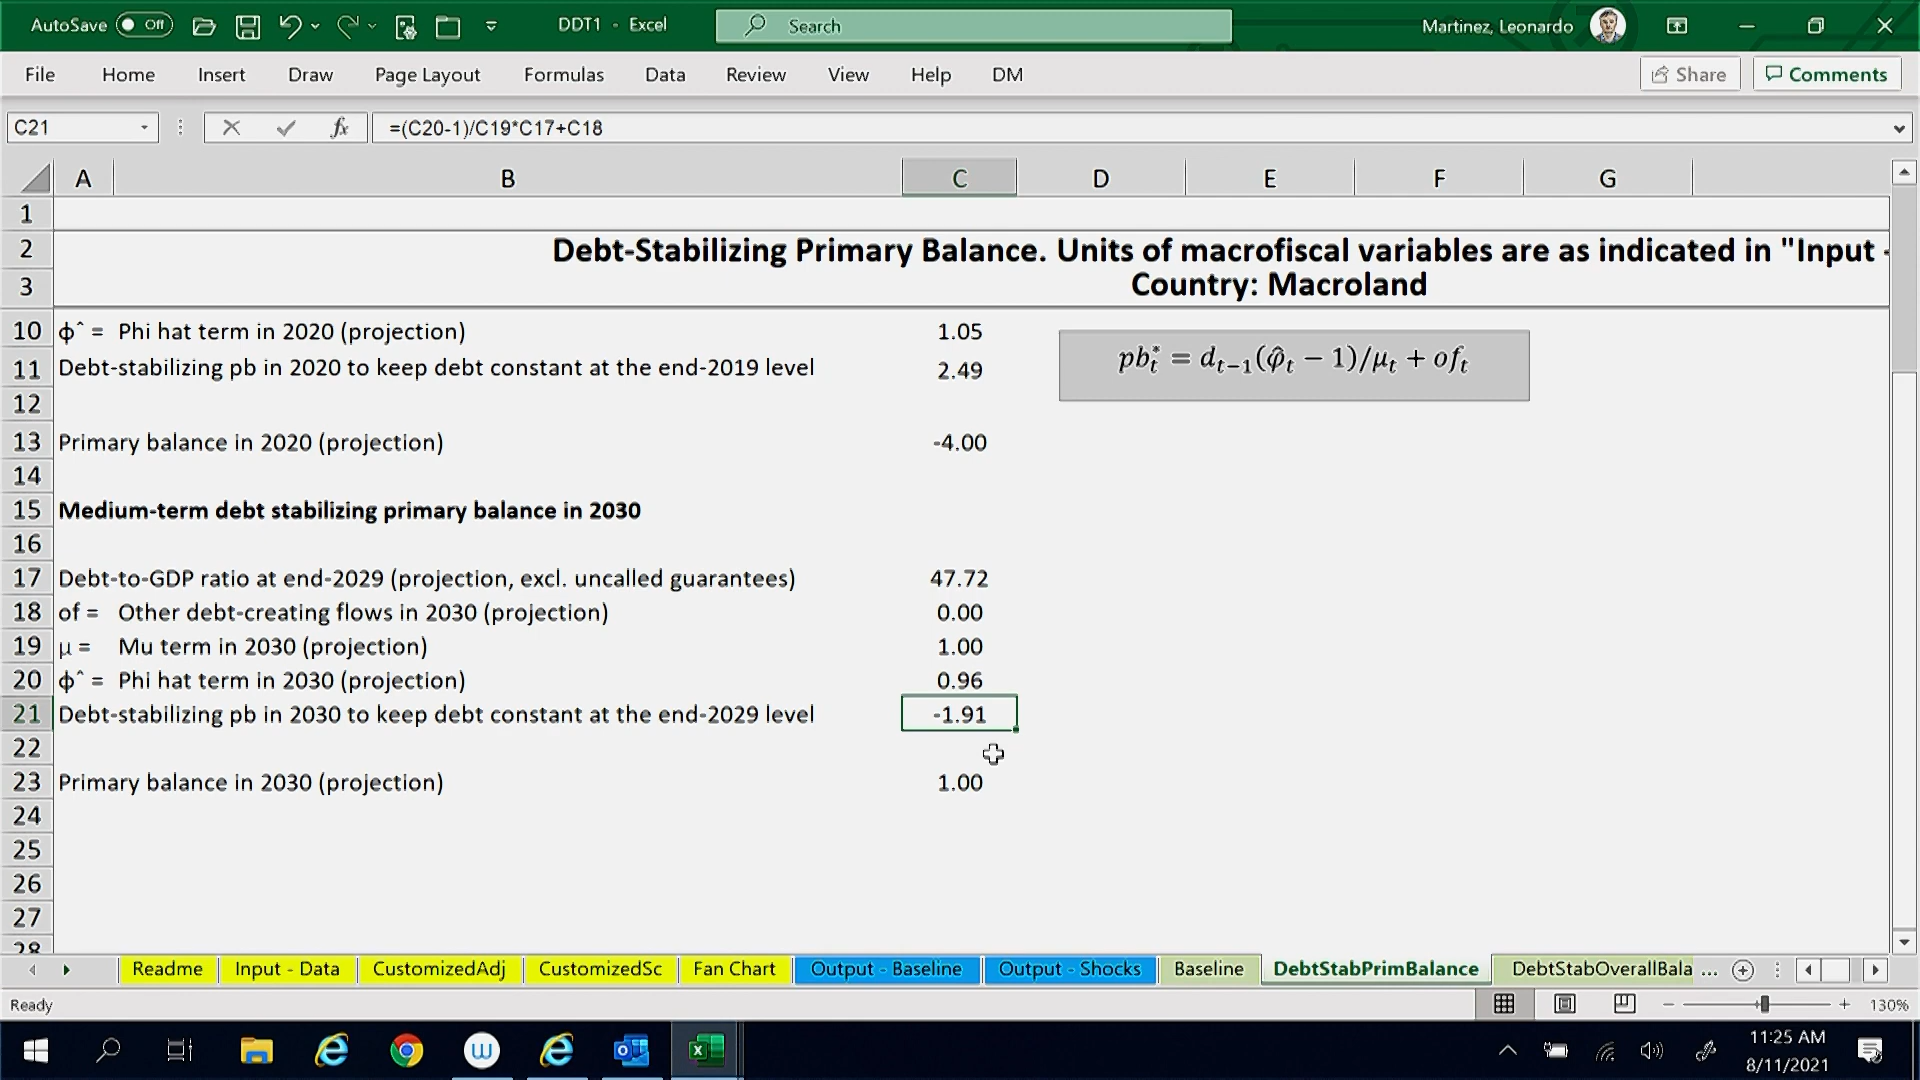 AutoSave Off
DDT1 - Excel
Search
Martinez, Leonardo
File Home Insert Draw Page Layout Formulas Data Review View Help DM
Share Comments
C21 fx =(C20-1)/C19*C17+C18
A B C D E F G
1
2 Debt-Stabilizing Primary Balance. Units of macrofiscal variables are as indicated in "Input -
3 Country: Macroland
10 ϕˆ = Phi hat term in 2020 (projection) 1.05
pb*t = dt−1(φ̂t − 1)/μt + oft
11 Debt-stabilizing pb in 2020 to keep debt constant at the end-2019 level 2.49
12
13 Primary balance in 2020 (projection) -4.00
14
15 Medium-term debt stabilizing primary balance in 2030
16
17 Debt-to-GDP ratio at end-2029 (projection, excl. uncalled guarantees) 47.72
18 of = Other debt-creating flows in 2030 (projection) 0.00
19 μ = Mu term in 2030 (projection) 1.00
20 ϕˆ = Phi hat term in 2030 (projection) 0.96
21 Debt-stabilizing pb in 2030 to keep debt constant at the end-2029 level -1.91
22
23 Primary balance in 2030 (projection) 1.00
24
25
26
27
28
Readme Input - Data CustomizedAdj CustomizedSc Fan Chart Output - Baseline Output - Shocks Baseline DebtStabPrimBalance DebtStabOverallBala ...
Ready 130%
11:25 AM
8/11/2021